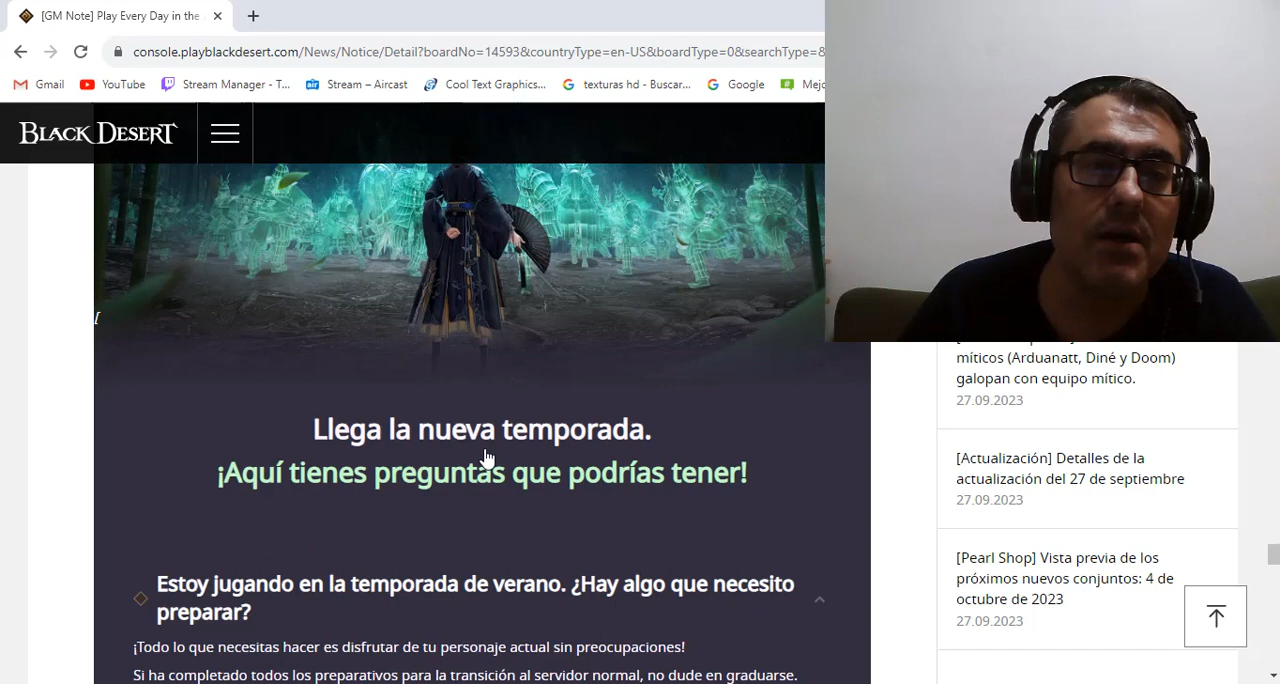 [GM Note] Play Every Day in the
console.playblackdesert.com/News/Notice/Detail?boardNo=14593&countryType=en-US&boardType=0&searchType=8
Gmail
YouTube
Stream Manager - T...
Stream – Aircast
Cool Text Graphics...
texturas hd - Buscar...
Google
Mejo
BLACK DESERT
[
Llega la nueva temporada.
¡Aquí tienes preguntas que podrías tener!
Estoy jugando en la temporada de verano. ¿Hay algo que necesito
preparar?
¡Todo lo que necesitas hacer es disfrutar de tu personaje actual sin preocupaciones!
Si ha completado todos los preparativos para la transición al servidor normal, no dude en graduarse.
míticos (Arduanatt, Diné y Doom)
galopan con equipo mítico.
27.09.2023
[Actualización] Detalles de la
actualización del 27 de septiembre
27.09.2023
[Pearl Shop] Vista previa de los
próximos nuevos conjuntos: 4 de
octubre de 2023
27.09.2023